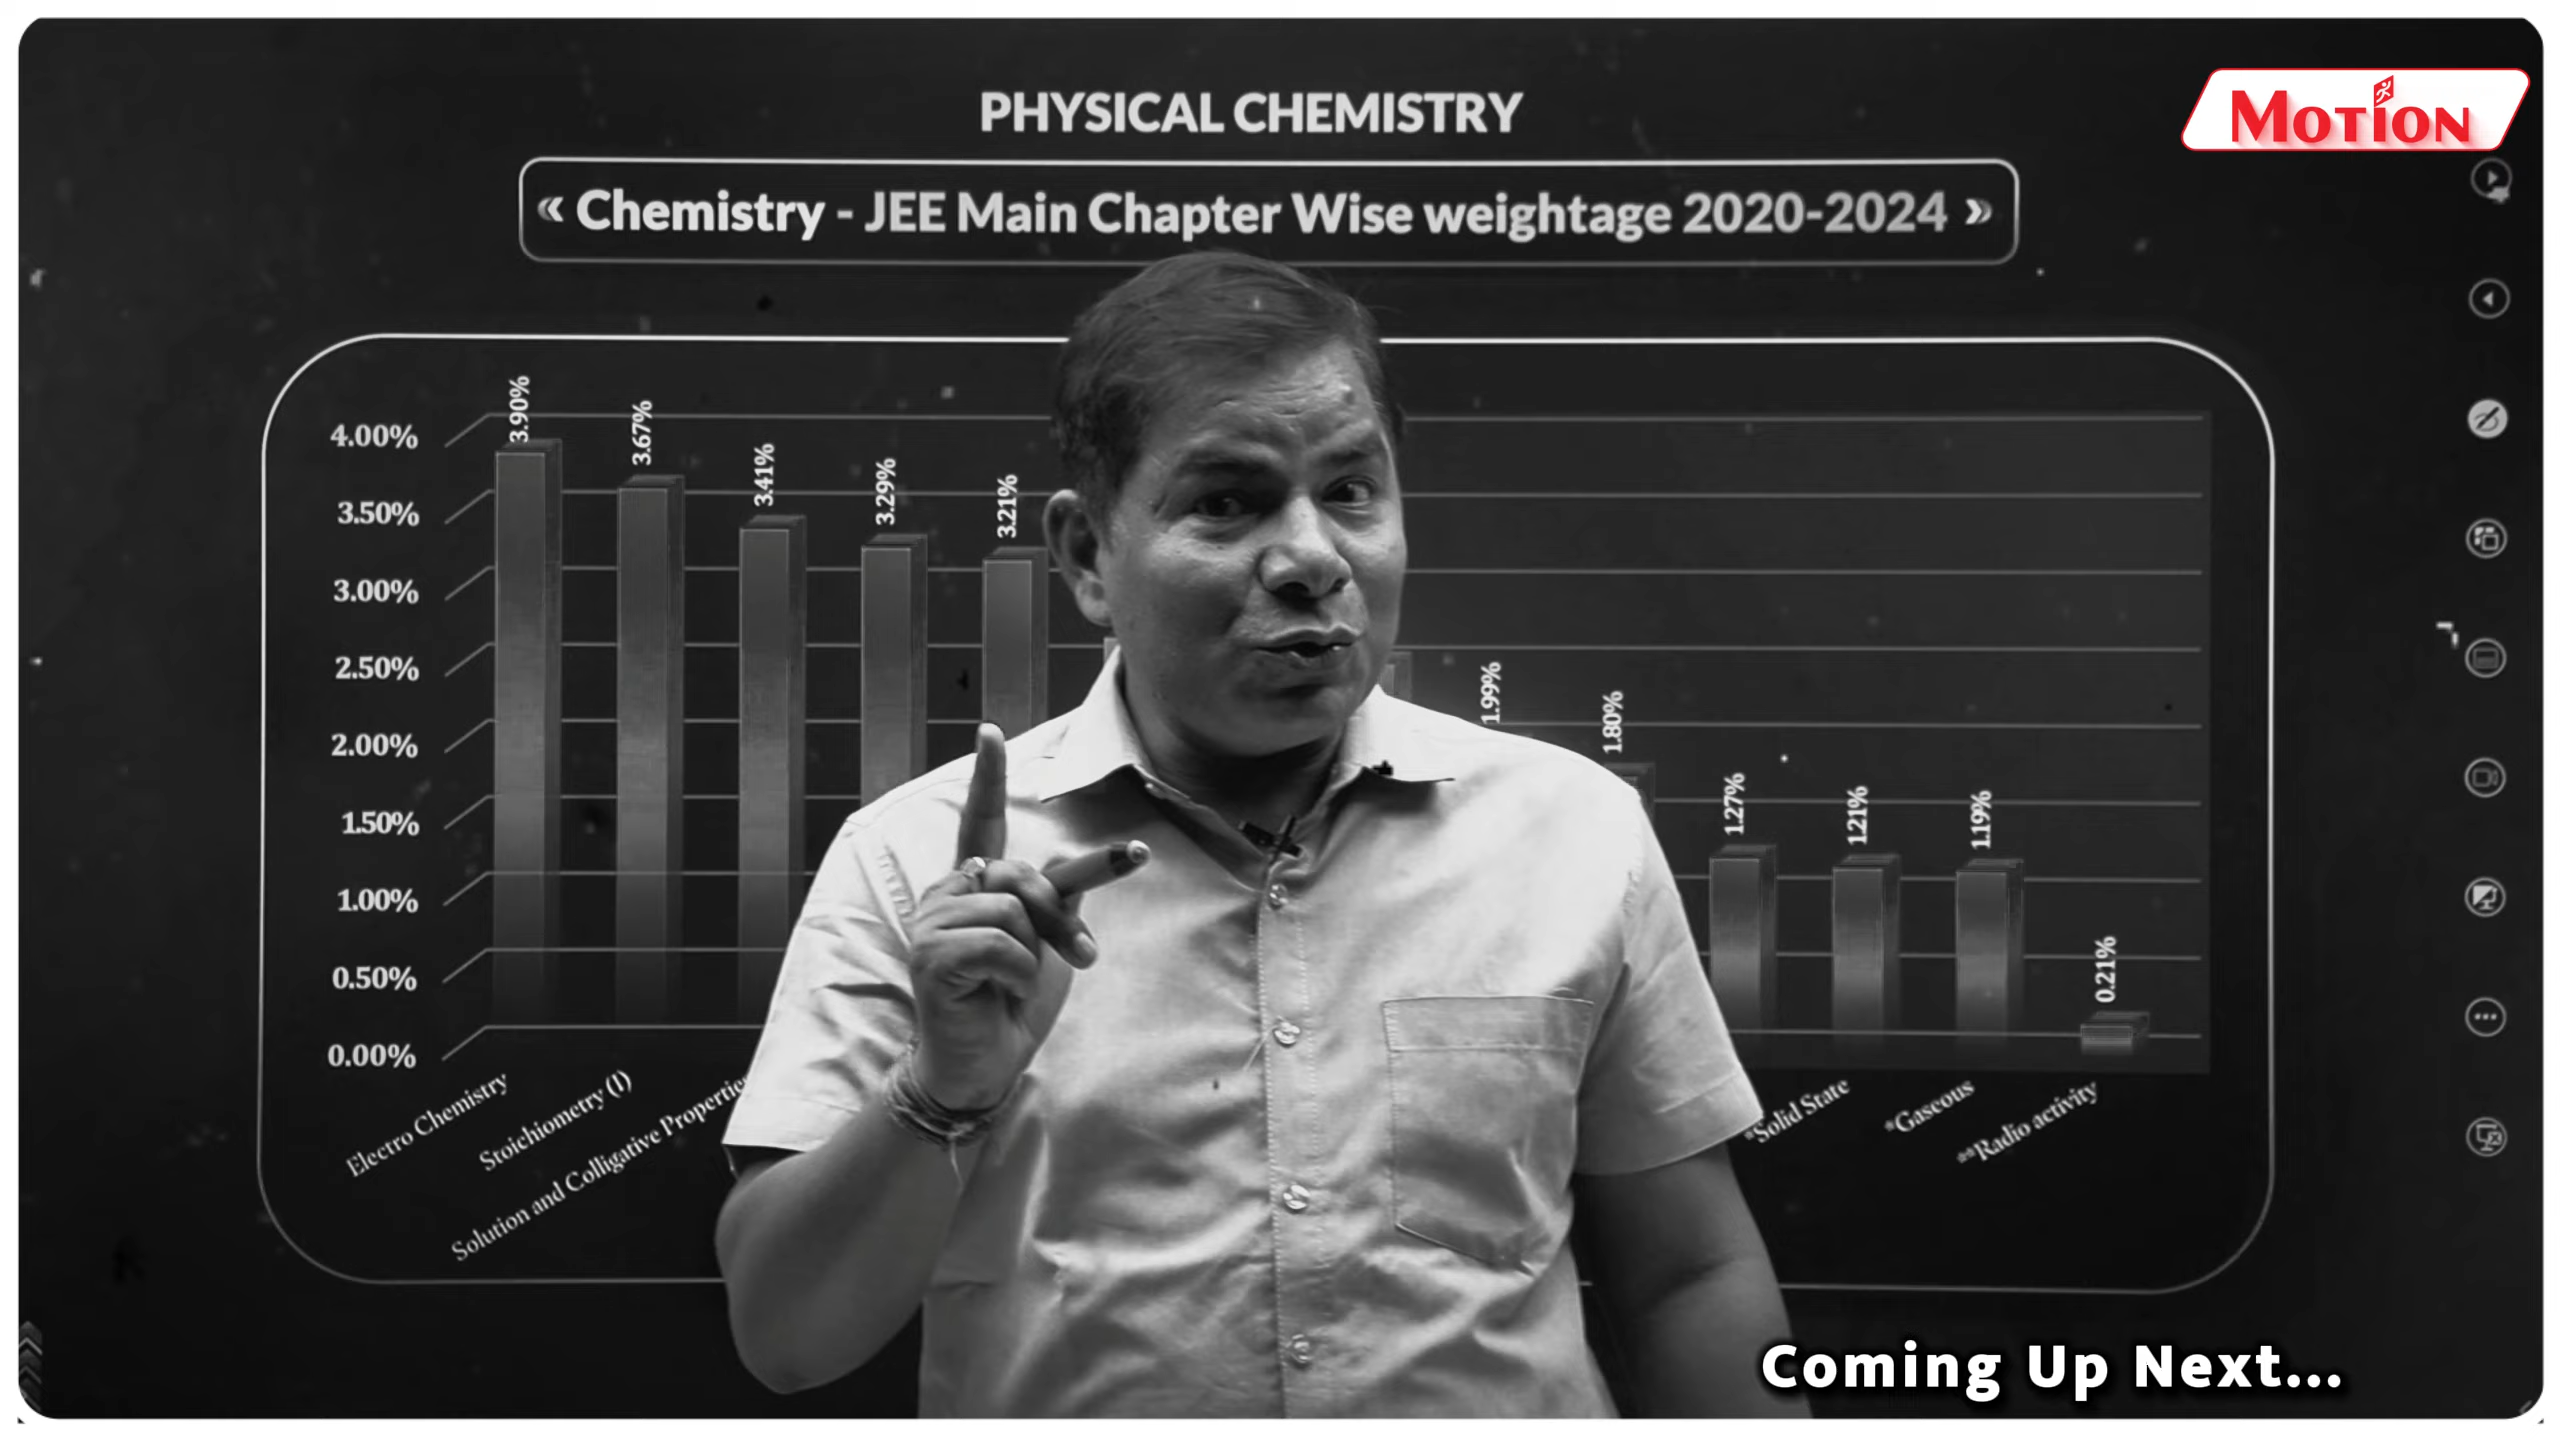 MOTION
PHYSICAL CHEMISTRY
« Chemistry - JEE Main Chapter Wise weightage 2020-2024 »
4.00%
3.50%
3.00%
2.50%
2.00%
1.50%
1.00%
0.50%
0.00%
3.90%
3.67%
3.41%
3.29%
3.21%
1.99%
1.80%
1.27%
1.21%
1.19%
0.21%
Electro Chemistry
Stoichiometry (I)
Solution and Colligative Propertie
*Solid State
*Gaseous
**Radio activity
Coming Up Next...